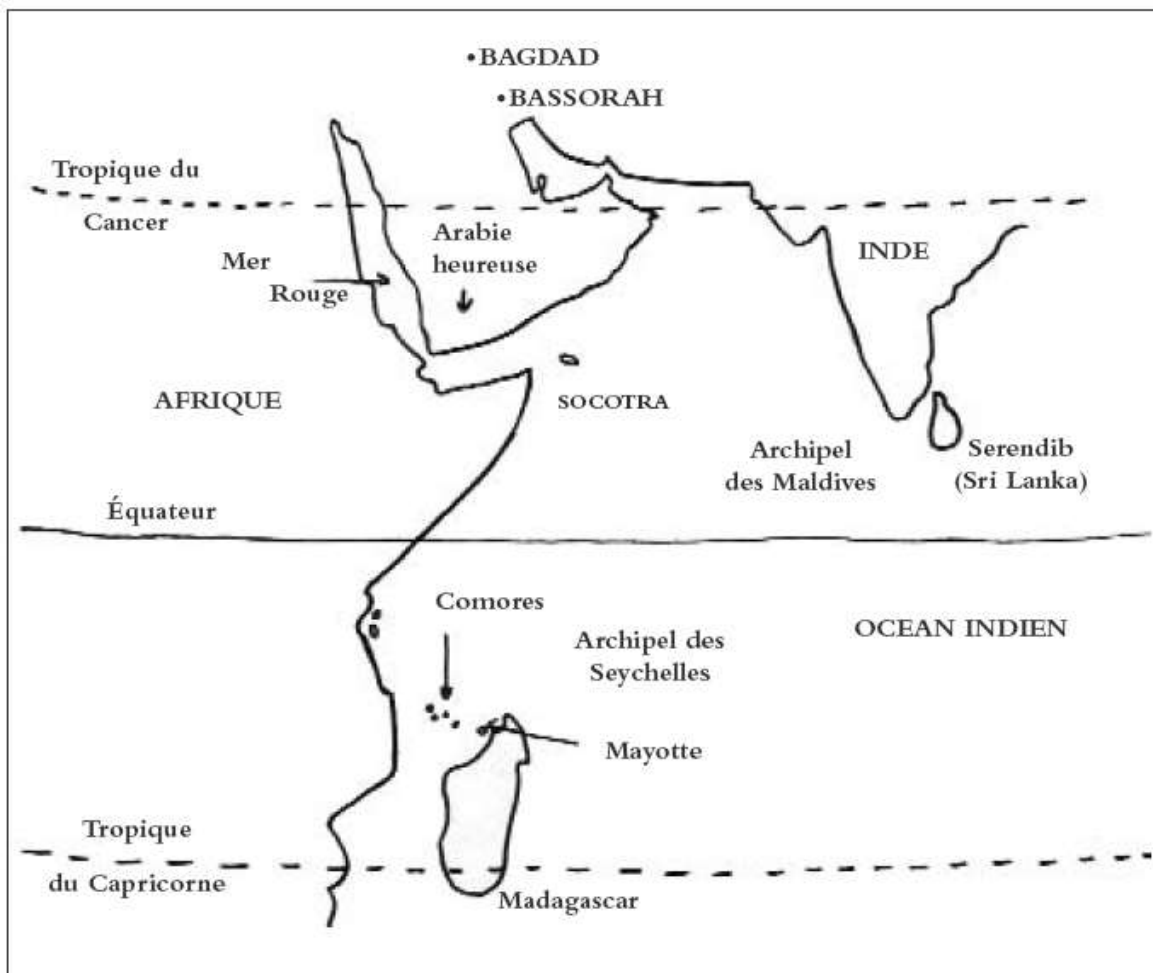 •BAGDAD
•BASSORAH
Tropique du
Cancer
Arabie
heureuse
Mer
Rouge
INDE
AFRIQUE
SOCOTRA
Archipel
des Maldives
Serendib
(Sri Lanka)
Équateur
Comores
Archipel des
Seychelles
OCEAN INDIEN
Mayotte
Tropique
du Capricorne
Madagascar